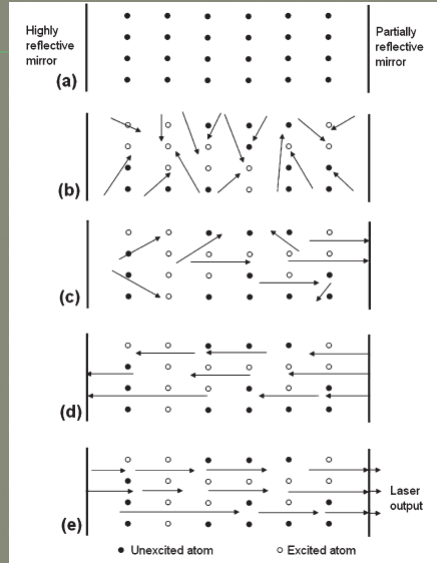 Highly
reflective
mirror
Partially
reflective
mirror
(a)
(b)
(c)
(d)
(e)
Laser
output
Unexcited atom
Excited atom